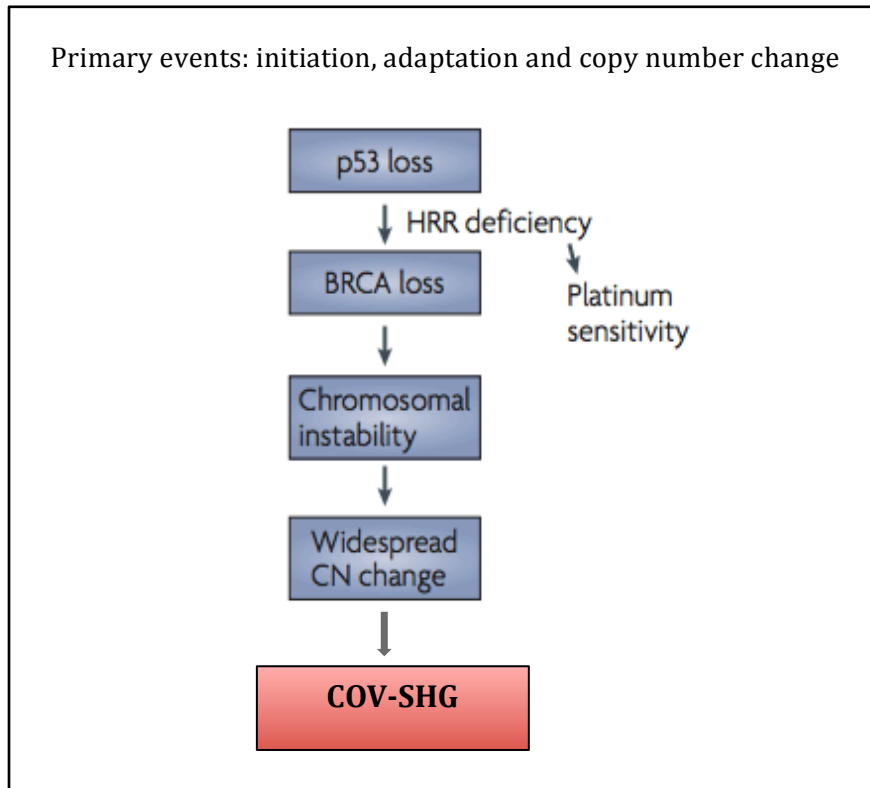 Primary events: initiation, adaptation and copy number change
p53 loss
HRR deficiency
BRCA loss
Platinum
sensitivity
Chromosomal
instability
Widespread
CN change
COV-SHG